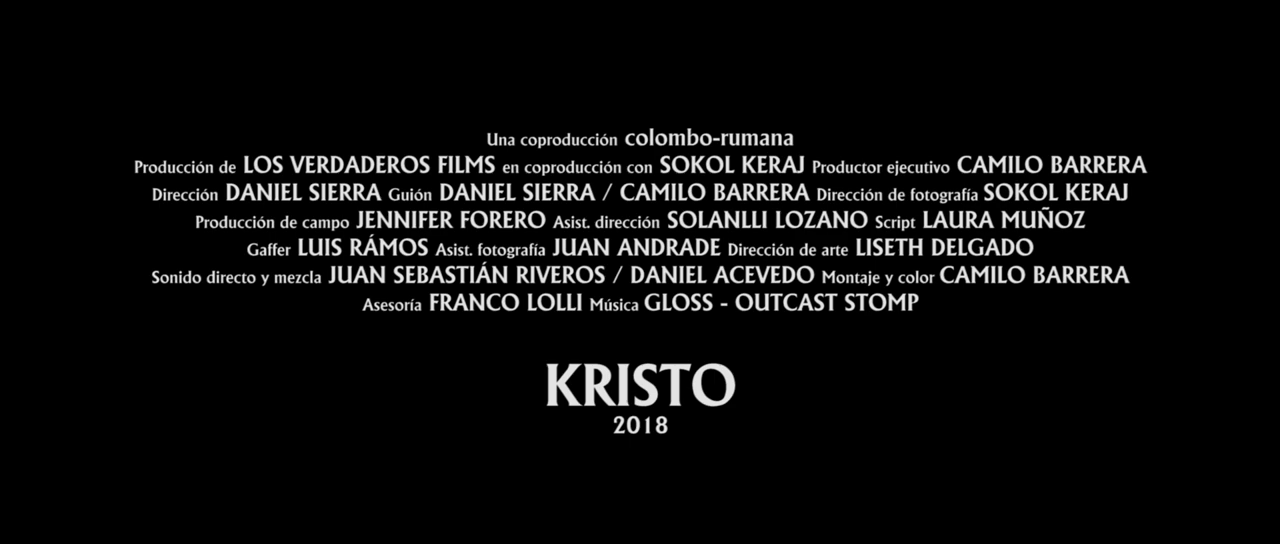 Una coproducción colombo-rumana
Producción de LOS VERDADEROS FILMS en coproducción con SOKOL KERAJ Productor ejecutivo CAMILO BARRERA
Dirección DANIEL SIERRA Guión DANIEL SIERRA / CAMILO BARRERA Dirección de fotografía SOKOL KERAJ
Producción de campo JENNIFER FORERO Asist. dirección SOLANLLI LOZANO Script LAURA MUÑOZ
Gaffer LUIS RÁMOS Asist. fotografía JUAN ANDRADE Dirección de arte LISETH DELGADO
Sonido directo y mezcla JUAN SEBASTIÁN RIVEROS / DANIEL ACEVEDO Montaje y color CAMILO BARRERA
Asesoría FRANCO LOLLI Música GLOSS - OUTCAST STOMP
KRISTO
2018